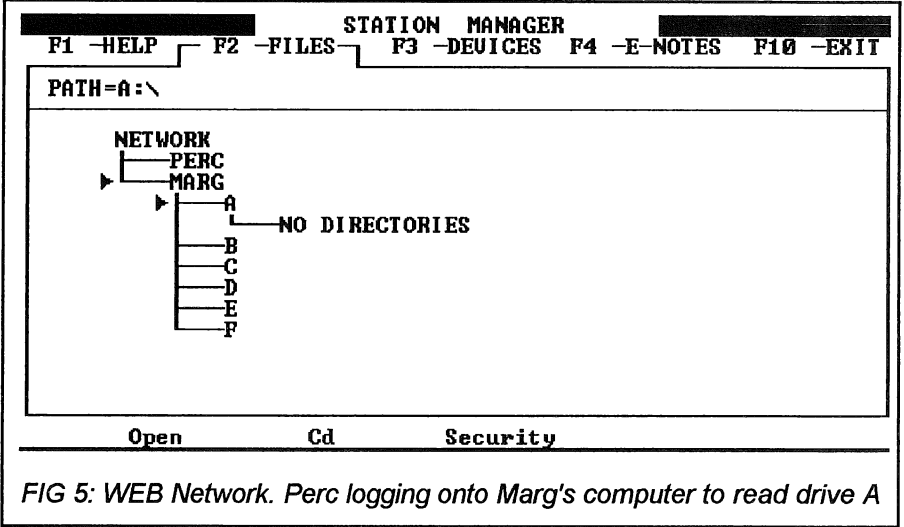 STATION MANAGER
F1 -HELP F2 -FILES F3 -DEVICES F4 -E-NOTES F10 -EXIT
PATH=A:\
NETWORK
PERC
MARG
A
NO DIRECTORIES
B
C
D
E
F
Open Cd Security
FIG 5: WEB Network. Perc logging onto Marg's computer to read drive A